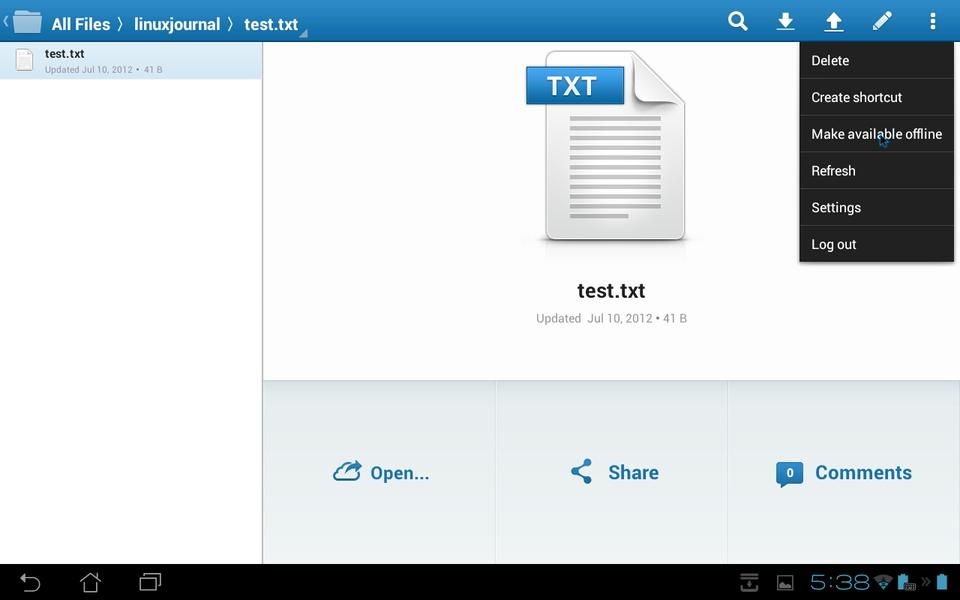 All Files 〉 linuxjournal 〉 test.txt
test.txt
Updated Jul 10, 2012 • 41 B
TXT
Delete
Create shortcut
Make available offline
Refresh
Settings
Log out
test.txt
Updated Jul 10, 2012 • 41 B
Open...
Share
0 Comments
5:38